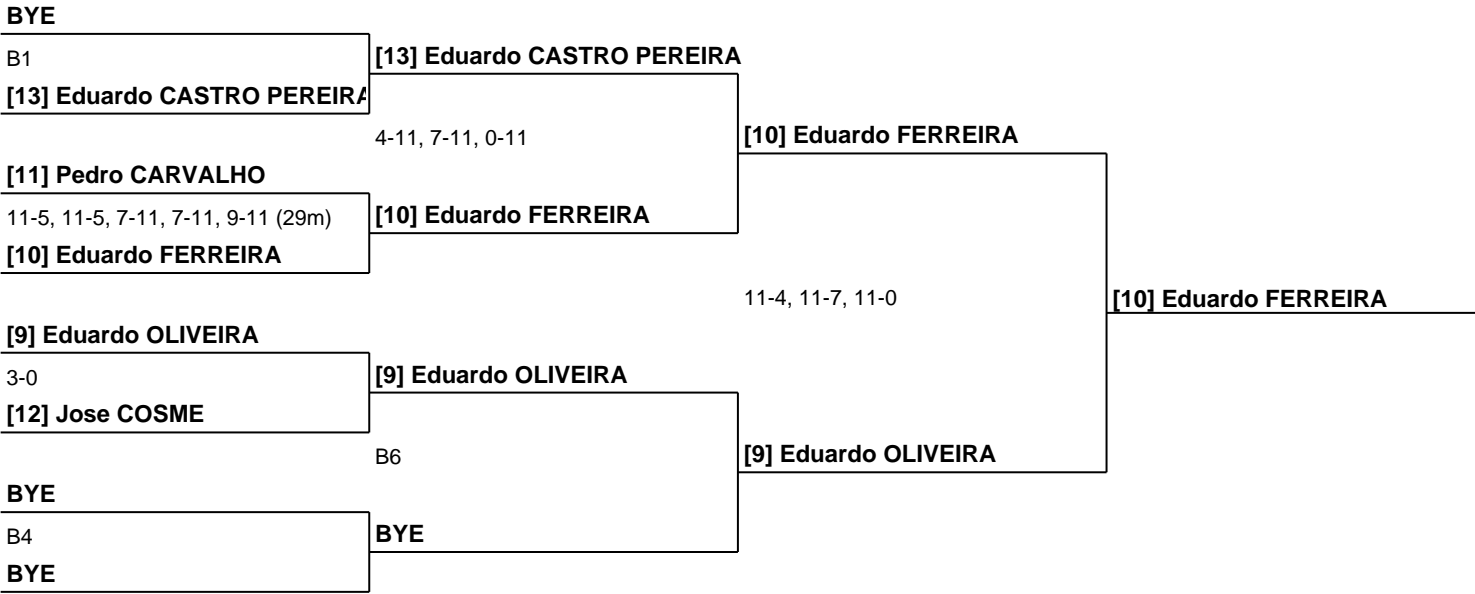 BYE
B1
[13] Eduardo CASTRO PEREIRA
[13] Eduardo CASTRO PEREIRA
4-11, 7-11, 0-11
[10] Eduardo FERREIRA
[11] Pedro CARVALHO
11-5, 11-5, 7-11, 7-11, 9-11 (29m)
[10] Eduardo FERREIRA
[10] Eduardo FERREIRA
11-4, 11-7, 11-0
[10] Eduardo FERREIRA
[9] Eduardo OLIVEIRA
3-0
[9] Eduardo OLIVEIRA
[12] Jose COSME
B6
[9] Eduardo OLIVEIRA
BYE
B4
BYE
BYE